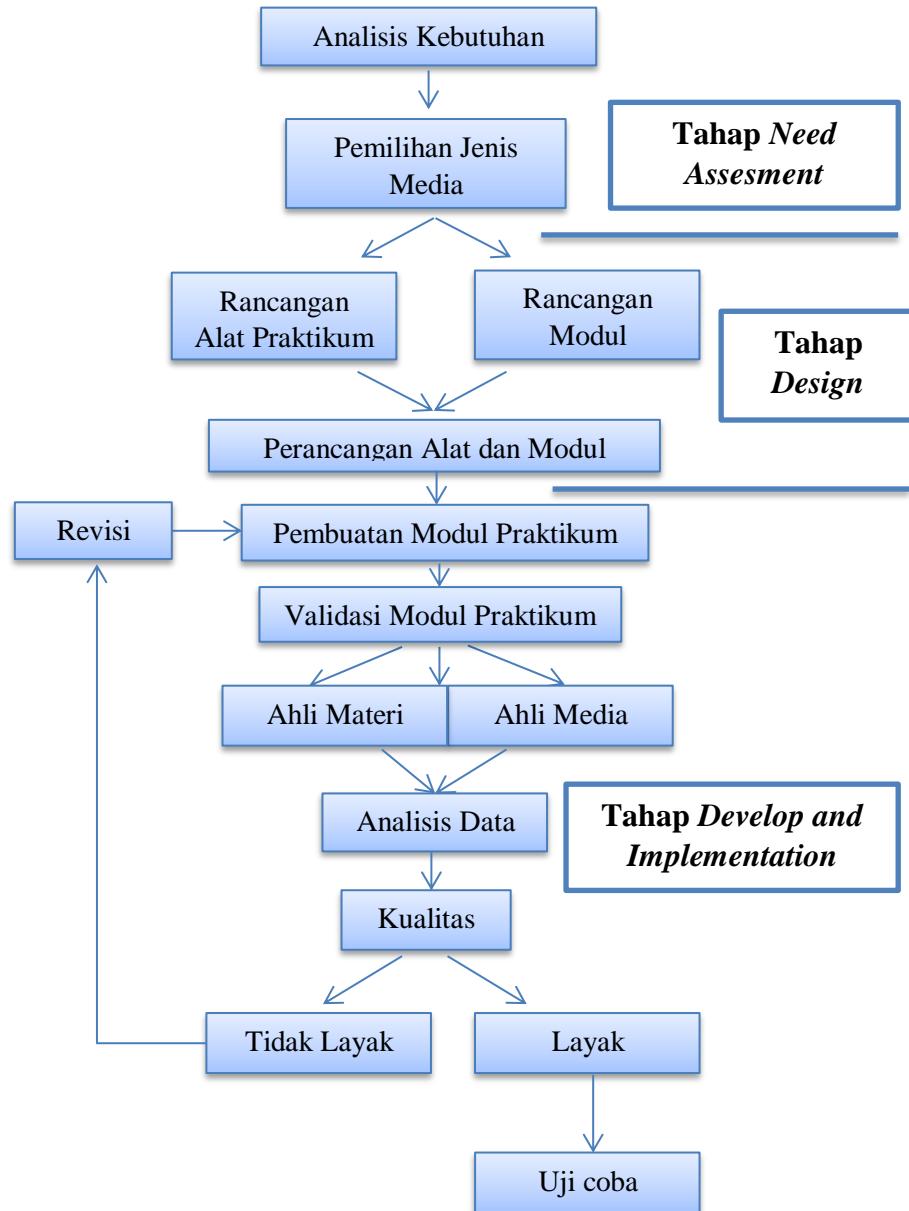 Analisis Kebutuhan
Pemilihan Jenis
Media
Tahap Need
Assesment
Rancangan
Alat Praktikum
Rancangan
Modul
Tahap
Design
Perancangan Alat dan Modul
Revisi
Pembuatan Modul Praktikum
Validasi Modul Praktikum
Ahli Materi
Ahli Media
Analisis Data
Tahap Develop and
Implementation
Kualitas
Tidak Layak
Layak
Uji coba